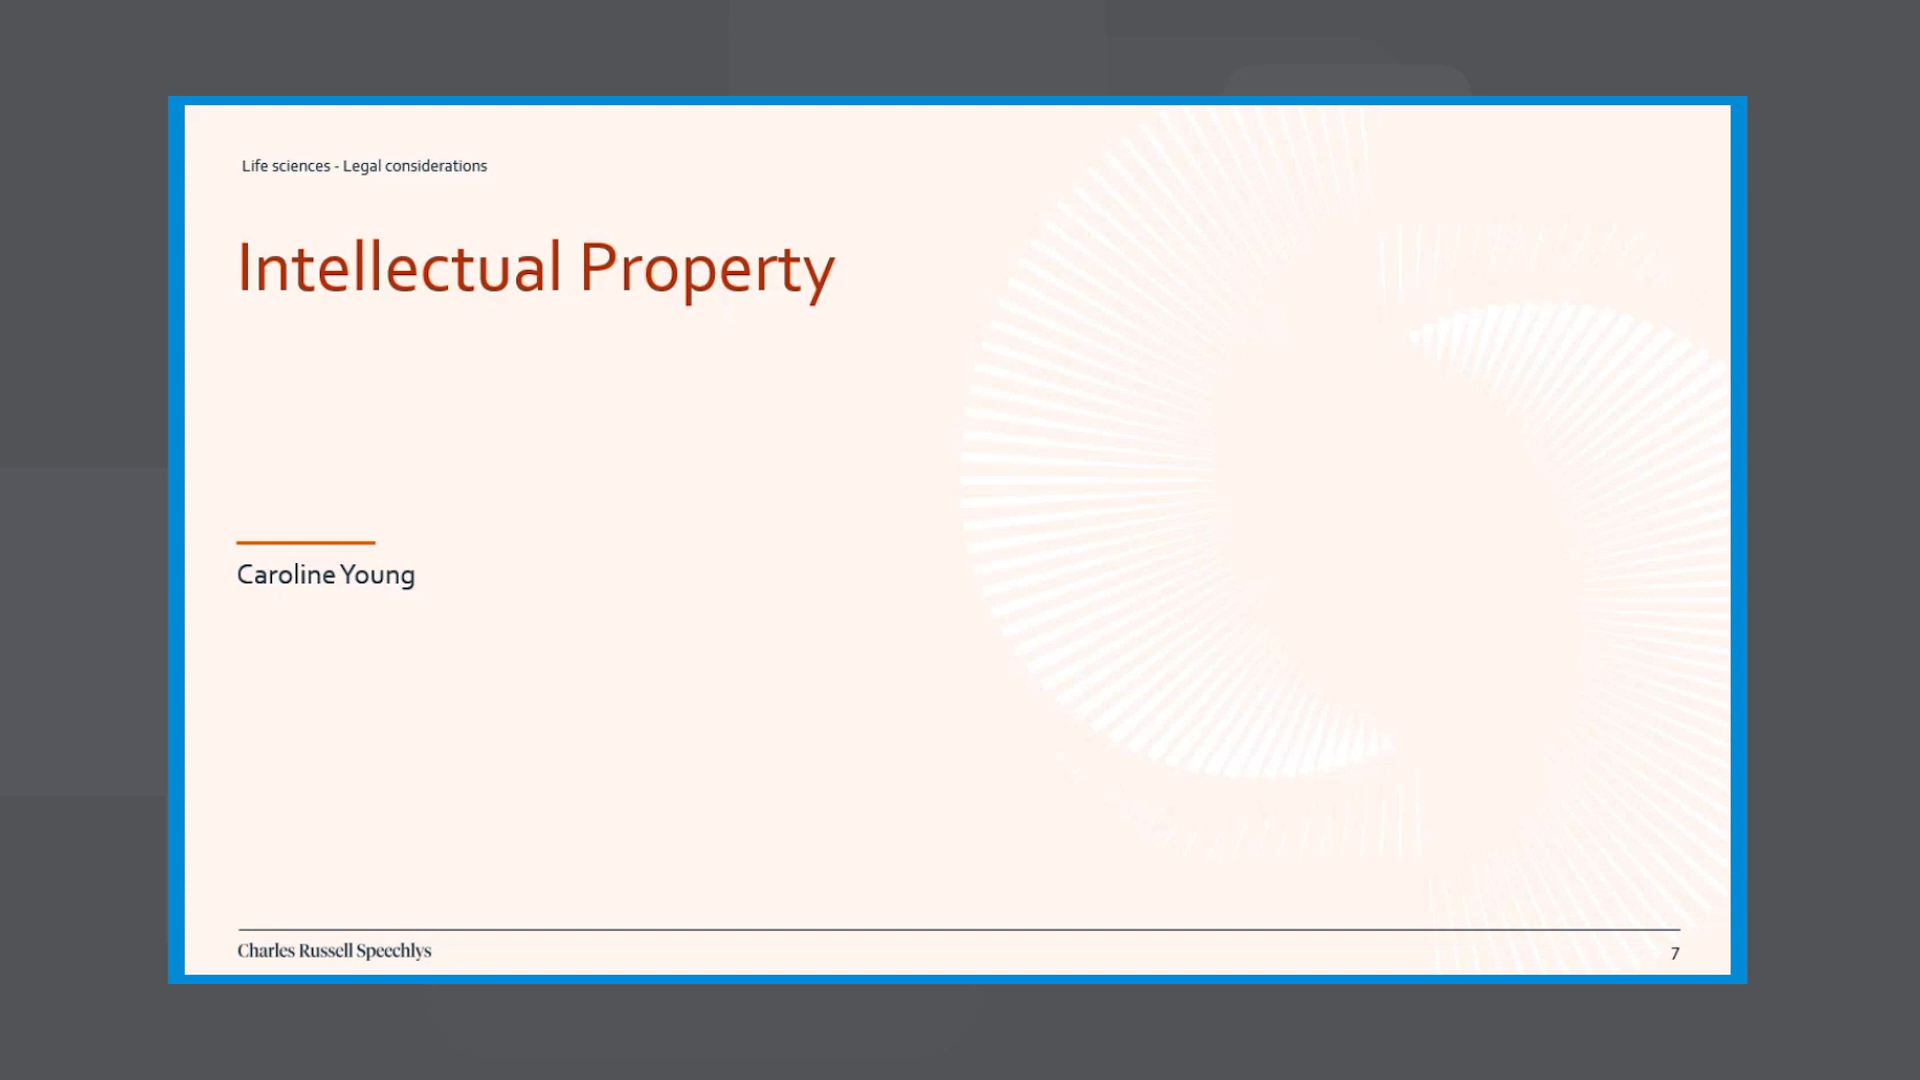 Life sciences - Legal considerations
Intellectual Property
Caroline Young
Charles Russell Speechlys
7